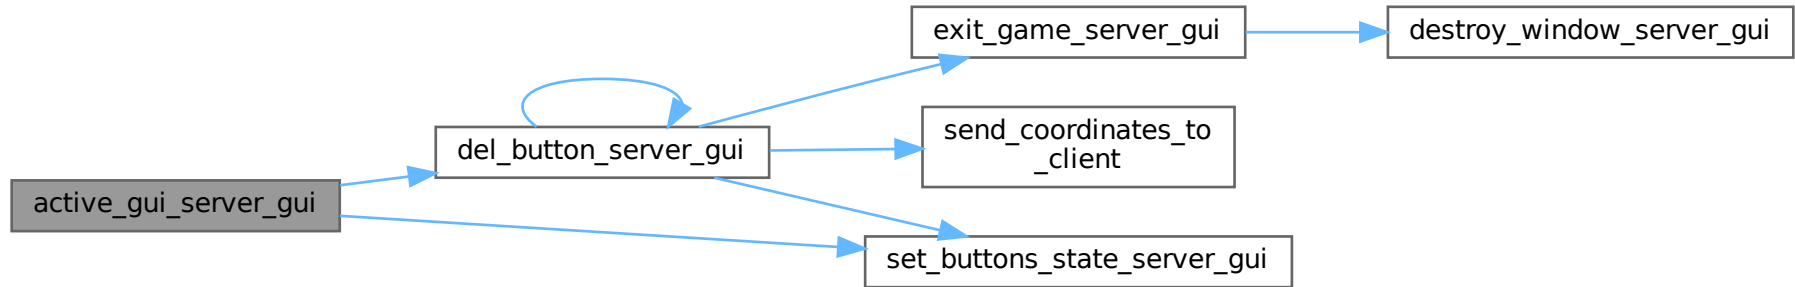 exit_game_server_gui
destroy_window_server_gui
send_coordinates_to
_client
del_button_server_gui
active_gui_server_gui
set_buttons_state_server_gui